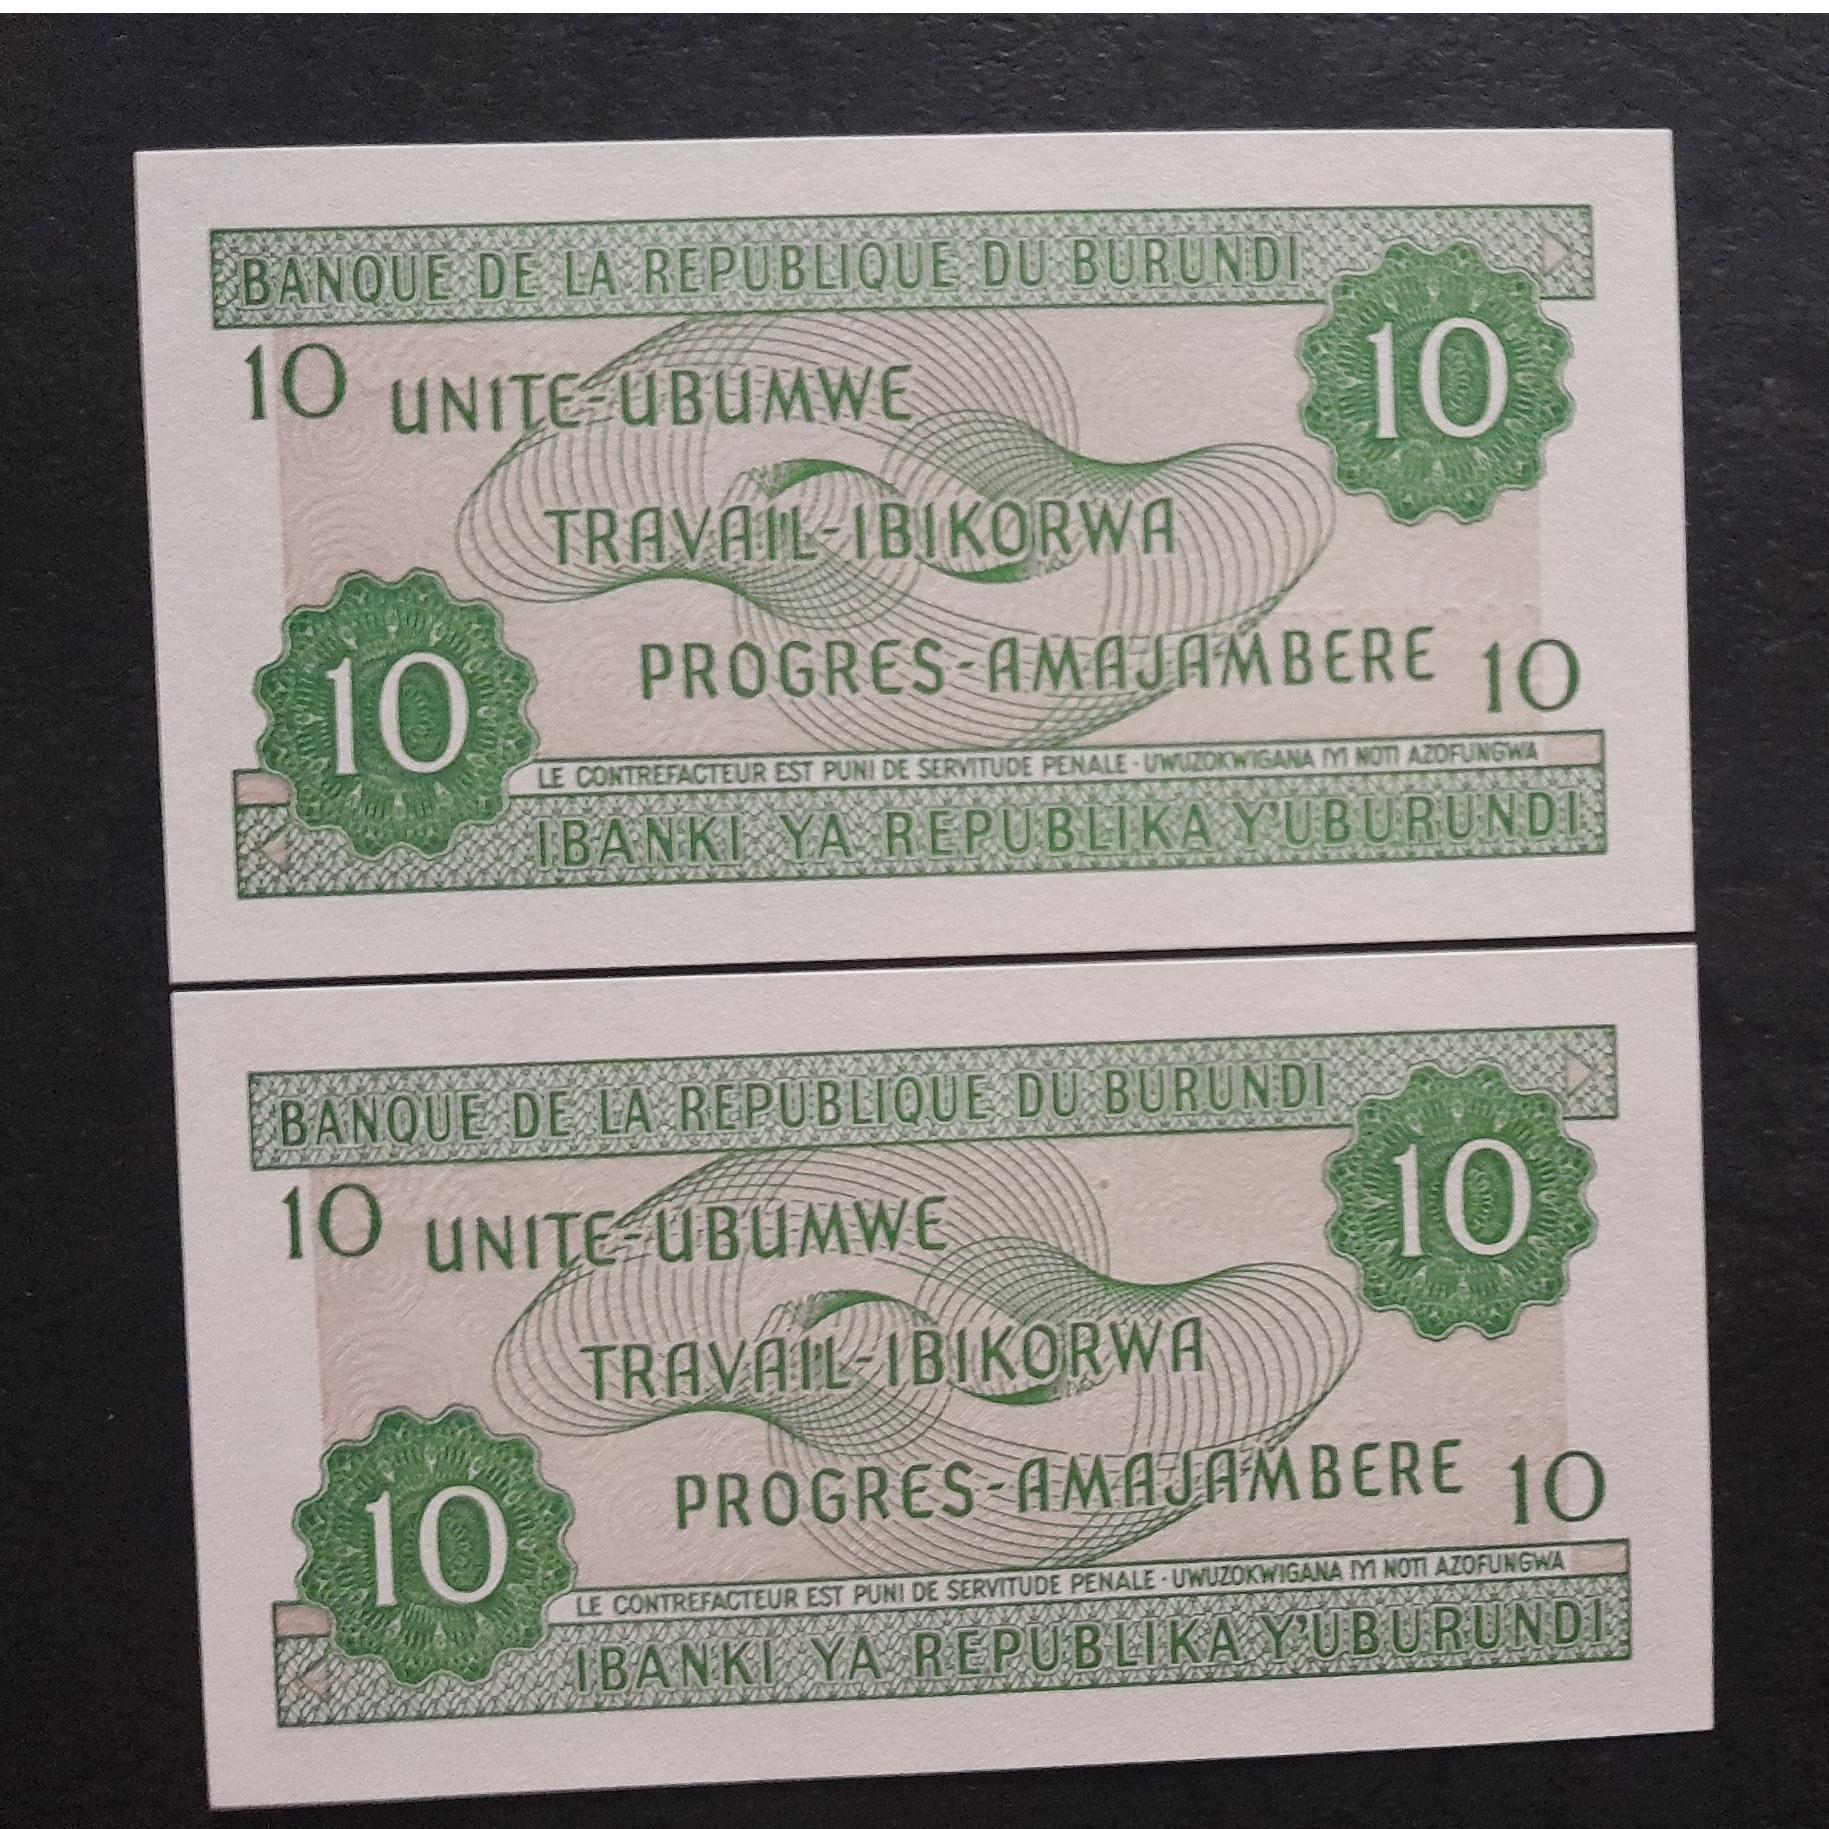 BANQUE DE LA REPUBLIQUE DU BURUNDI
10
10 UNITE-UBUMWE
TRAVAIL-IBIKORWA
PROGRES-AMAJAMBERE 10
10
LE CONTREFACTEUR EST PUNI DE SERVITUDE PENALE - UWUZOKWIGANA IYI NOTI AZOFUNGWA
IBANKI YA REPUBLIKA Y'UBURUNDI
BANQUE DE LA REPUBLIQUE DU BURUNDI
10
10 UNITE-UBUMWE
TRAVAIL-IBIKORWA
PROGRES-AMAJAMBERE 10
10
LE CONTREFACTEUR EST PUNI DE SERVITUDE PENALE - UWUZOKWIGANA IYI NOTI AZOFUNGWA
IBANKI YA REPUBLIKA Y'UBURUNDI